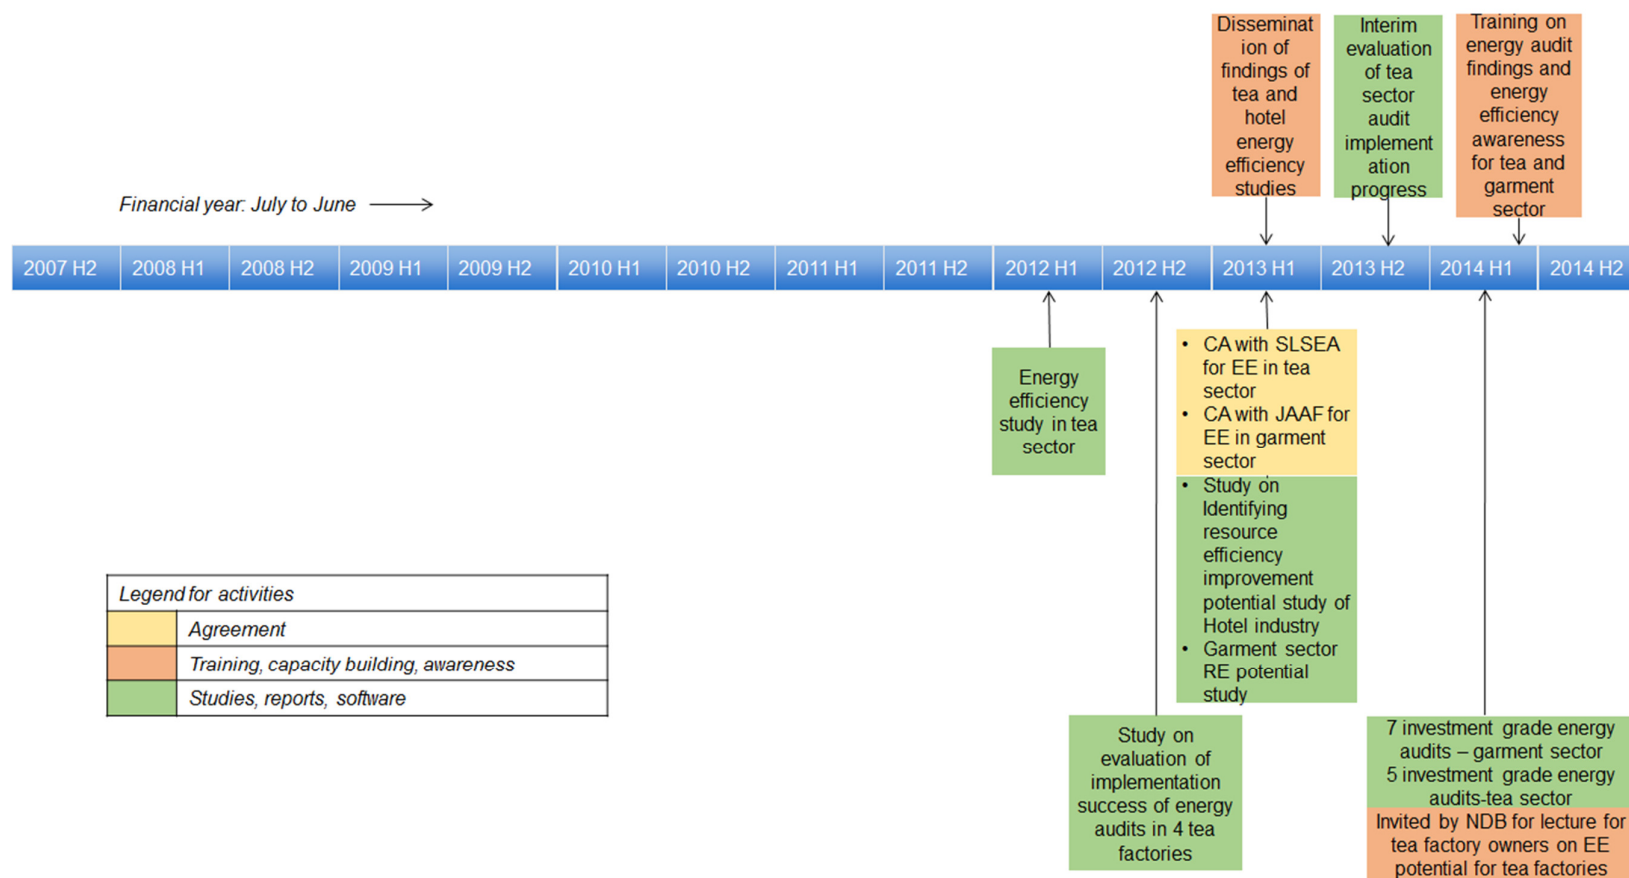 Disseminat
ion of
findings of
tea and
hotel
energy
efficiency
studies
Interim
evaluation
of tea
sector
audit
implement
ation
progress
Training on
energy audit
findings and
energy
efficiency
awareness
for tea and
garment
sector
Financial year: July to June
2007 H2
2008 H1
2008 H2
2009 H1
2009 H2
2010 H1
2010 H2
2011 H1
2011 H2
2012 H1
2012 H2
2013 H1
2013 H2
2014 H1
2014 H2
Energy
efficiency
study in tea
sector
• CA with SLSEA
for EE in tea
sector
• CA with JAAF for
EE in garment
sector
• Study on
Identifying
resource
efficiency
improvement
potential study of
Hotel industry
• Garment sector
RE potential
study
Legend for activities
Agreement
Training, capacity building, awareness
Studies, reports, software
Study on
evaluation of
implementation
success of energy
audits in 4 tea
factories
7 investment grade energy
audits – garment sector
5 investment grade energy
audits-tea sector
Invited by NDB for lecture for
tea factory owners on EE
potential for tea factories